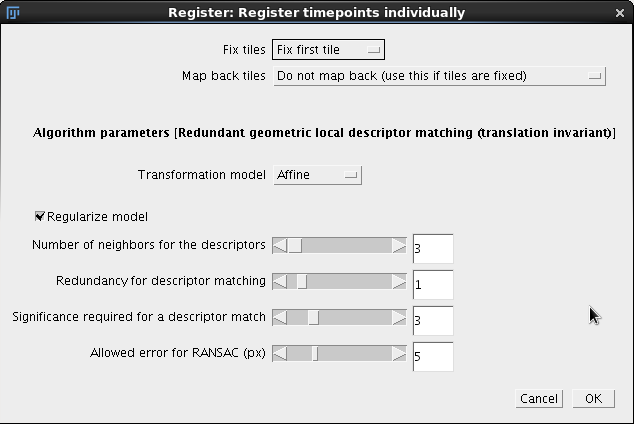 Register: Register timepoints individually
Fix tiles Fix first tile
Map back tiles Do not map back (use this if tiles are fixed)
Algorithm parameters [Redundant geometric local descriptor matching (translation invariant)]
Transformation model Affine
Regularize model
Number of neighbors for the descriptors 3
Redundancy for descriptor matching 1
Significance required for a descriptor match 3
Allowed error for RANSAC (px) 5
Cancel OK